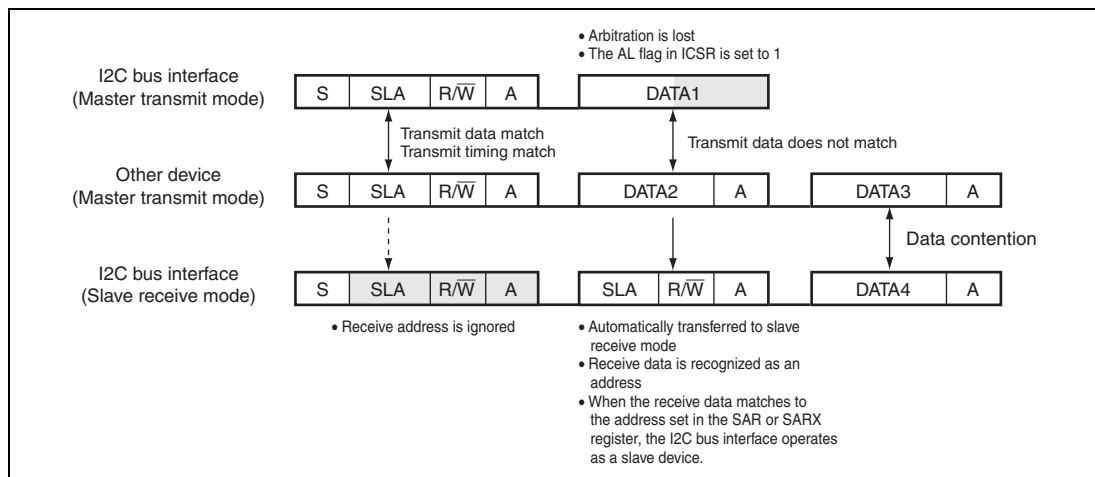 • Arbitration is lost
• The AL flag in ICSR is set to 1
I2C bus interface
(Master transmit mode)
S SLA R/W̅ A DATA1
Transmit data match
Transmit timing match
Transmit data does not match
Other device
(Master transmit mode)
S SLA R/W̅ A DATA2 A DATA3 A
Data contention
I2C bus interface
(Slave receive mode)
S SLA R/W̅ A SLA R/W̅ A DATA4 A
• Receive address is ignored
• Automatically transferred to slave
receive mode
• Receive data is recognized as an
address
• When the receive data matches to
the address set in the SAR or SARX
register, the I2C bus interface operates
as a slave device.